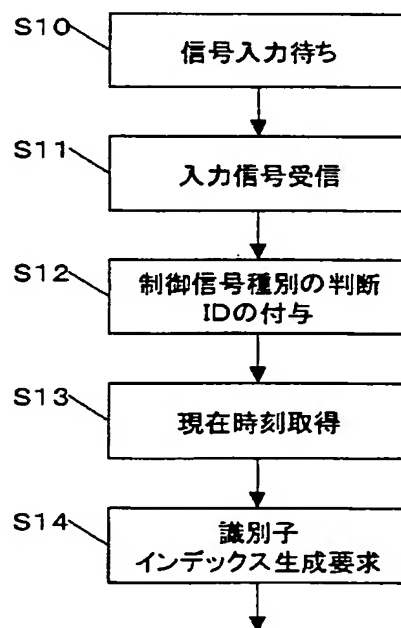 S10
信号入力待ち
S11
入力信号受信
S12
制御信号種別の判断
IDの付与
S13
現在時刻取得
S14
識別子
インデックス生成要求